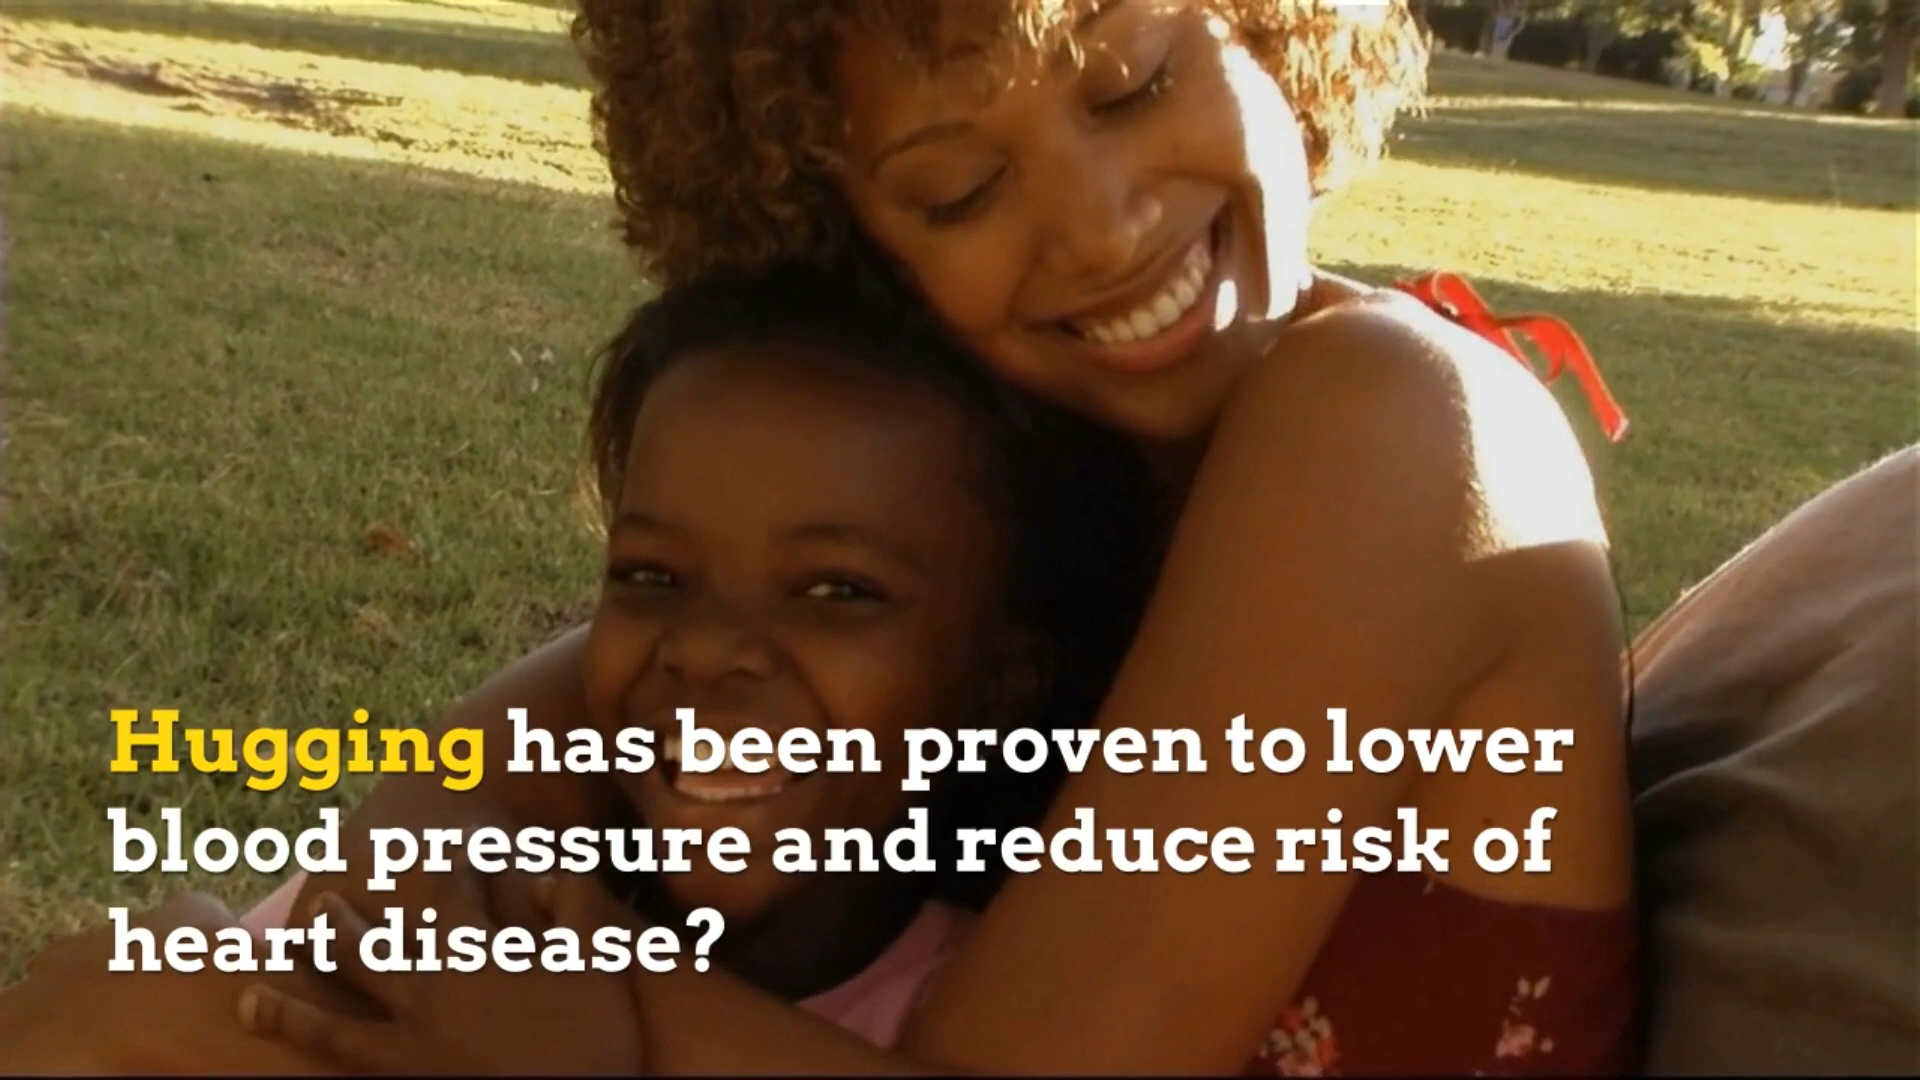 Hugging has been proven to lower
blood pressure and reduce risk of
heart disease?